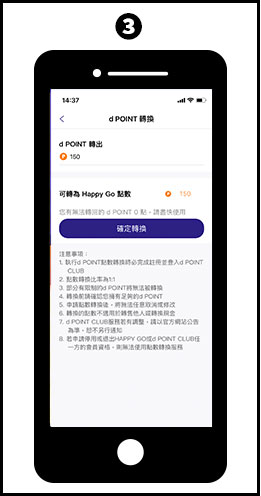 3
14:37
d POINT 轉換
d POINT 轉出
P 150
可轉為 Happy Go 點數 P 150
您有無法轉回的 d POINT 0 點，請盡快使用
確定轉換
注意事項：
1. 執行d POINT點數轉換時必完成註冊並登入d POINT
CLUB
2. 點數轉換比率為1:1
3. 部分有限制的d POINT將無法被轉換
4. 轉換前請確認您擁有足夠的d POINT
5. 申請點數轉換後，將無法任意取消或修改
6. 轉換的點數不適用於轉售他人或轉換現金
7. d POINT CLUB服務若有調整，請以官方網站公告
為準，恕不另行通知
8. 若申請停用或退出HAPPY GO或d POINT CLUB任
一方的會員資格，則無法使用點數轉換服務